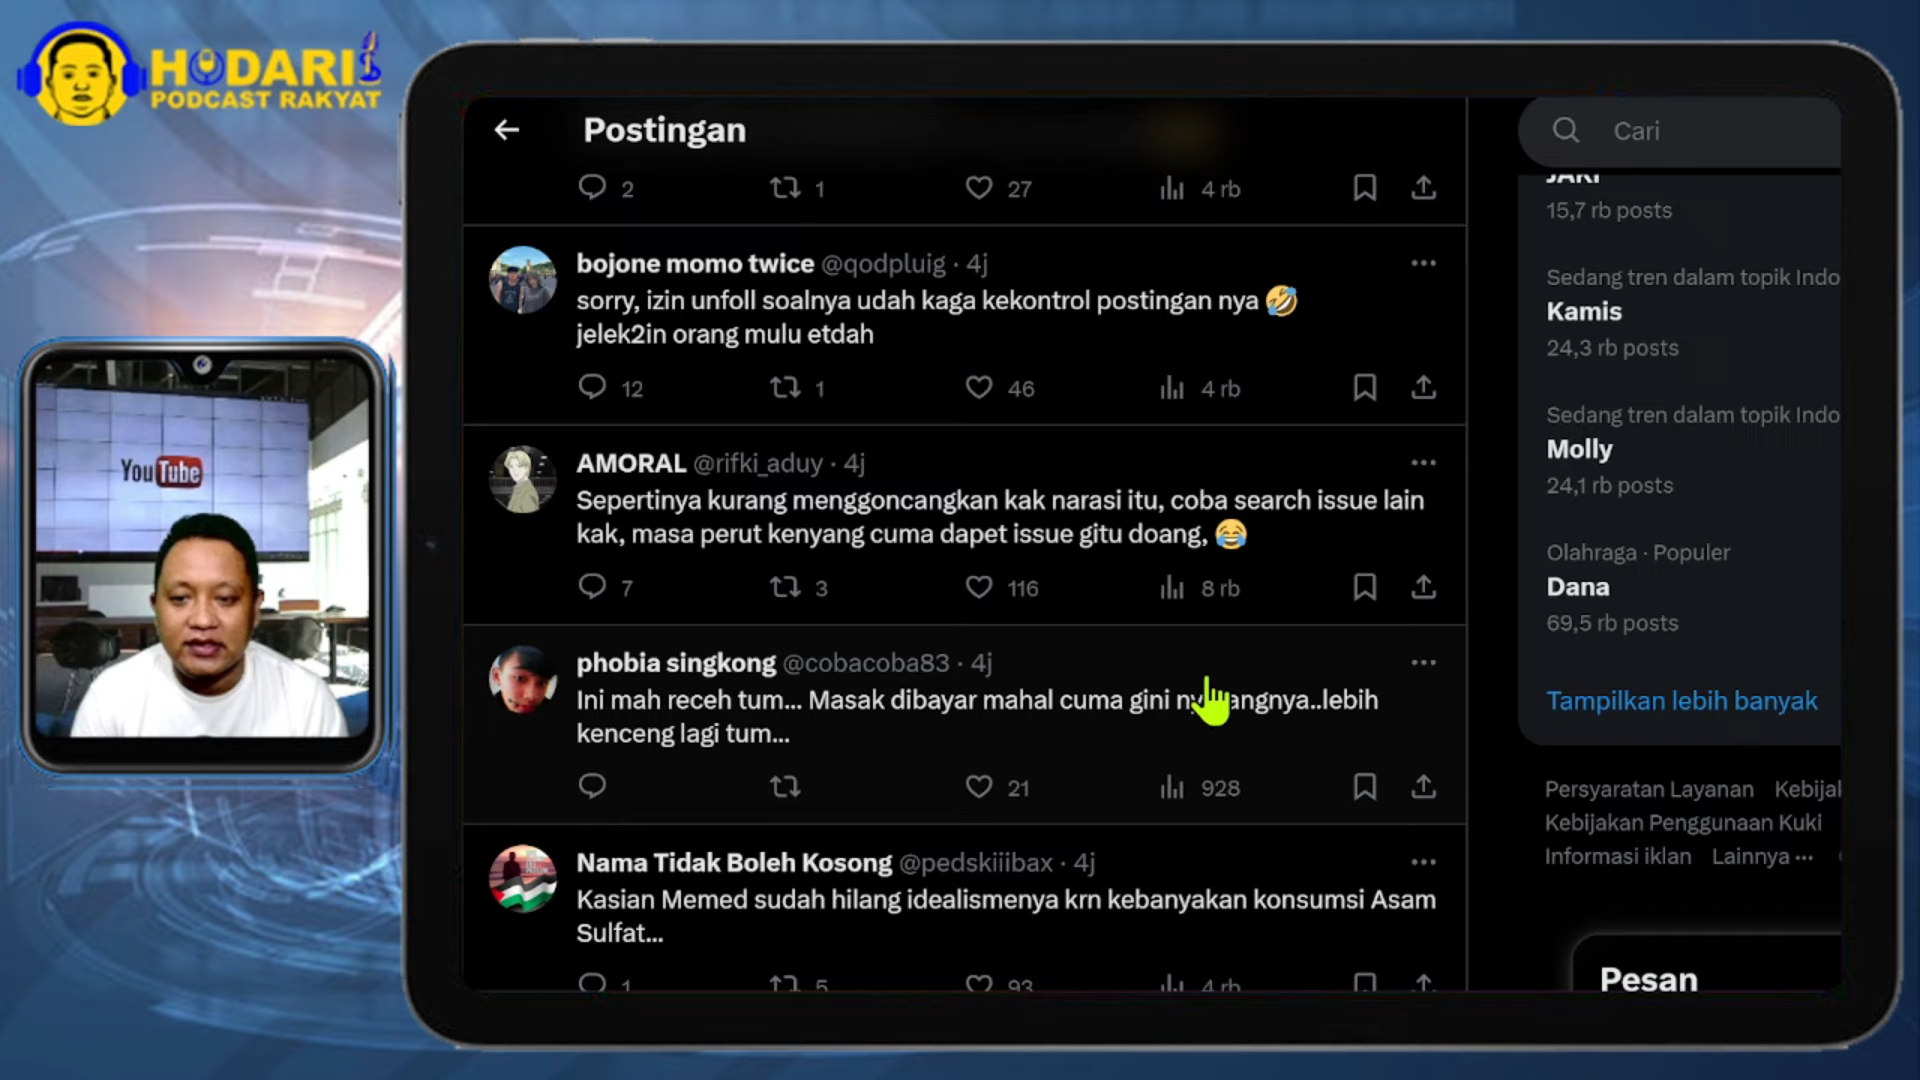 HODARI
PODCAST RAKYAT
YouTube
Postingan
2 1 27 4 rb
bojone momo twice @qodpluig · 4j
sorry, izin unfoll soalnya udah kaga kekontrol postingan nya 🤣
jelek2in orang mulu etdah
12 1 46 4 rb
AMORAL @rifki_aduy · 4j
Sepertinya kurang menggoncangkan kak narasi itu, coba search issue lain
kak, masa perut kenyang cuma dapet issue gitu doang, 😂
7 3 116 8 rb
phobia singkong @cobacoba83 · 4j
Ini mah receh tum... Masak dibayar mahal cuma gini lebih
kenceng lagi tum...
21 928
Nama Tidak Boleh Kosong @pedskiiibax · 4j
Kasian Memed sudah hilang idealismenya krn kebanyakan konsumsi Asam
Sulfat...
1 5 93 4 rb
Cari
JAKI
15,7 rb posts
Sedang tren dalam topik Indo
Kamis
24,3 rb posts
Sedang tren dalam topik Indo
Molly
24,1 rb posts
Olahraga · Populer
Dana
69,5 rb posts
Tampilkan lebih banyak
Persyaratan Layanan Kebijal
Kebijakan Penggunaan Kuki
Informasi iklan Lainnya ···
Pesan